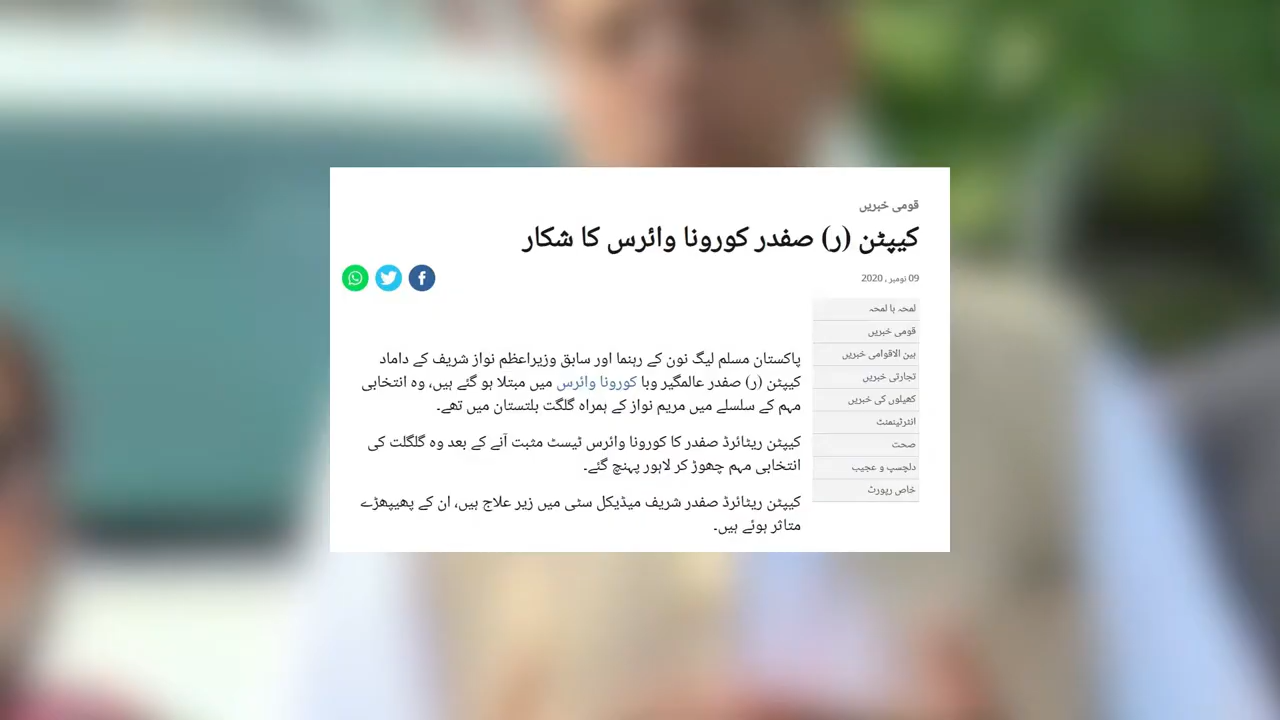 قومی خبریں
کیپٹن (ر) صفدر کورونا وائرس کا شکار
09 نومبر ، 2020
لمحہ با لمحہ
قومی خبریں
بین الاقوامی خبریں
تجارتی خبریں
کھیلوں کی خبریں
انٹرٹینمنٹ
صحت
دلچسپ و عجیب
خاص رپورٹ
پاکستان مسلم لیگ نون کے رہنما اور سابق وزیراعظم نواز شریف کے داماد
کیپٹن (ر) صفدر عالمگیر وبا کورونا وائرس میں مبتلا ہو گئے ہیں، وہ انتخابی
مہم کے سلسلے میں مریم نواز کے ہمراہ گلگت بلتستان میں تھے۔
کیپٹن ریٹائرڈ صفدر کا کورونا وائرس ٹیسٹ مثبت آنے کے بعد وہ گلگلت کی
انتخابی مہم چھوڑ کر لاہور پہنچ گئے۔
کیپٹن ریٹائرڈ صفدر شریف میڈیکل سٹی میں زیر علاج ہیں، ان کے پھیپھڑے
متاثر ہوئے ہیں۔